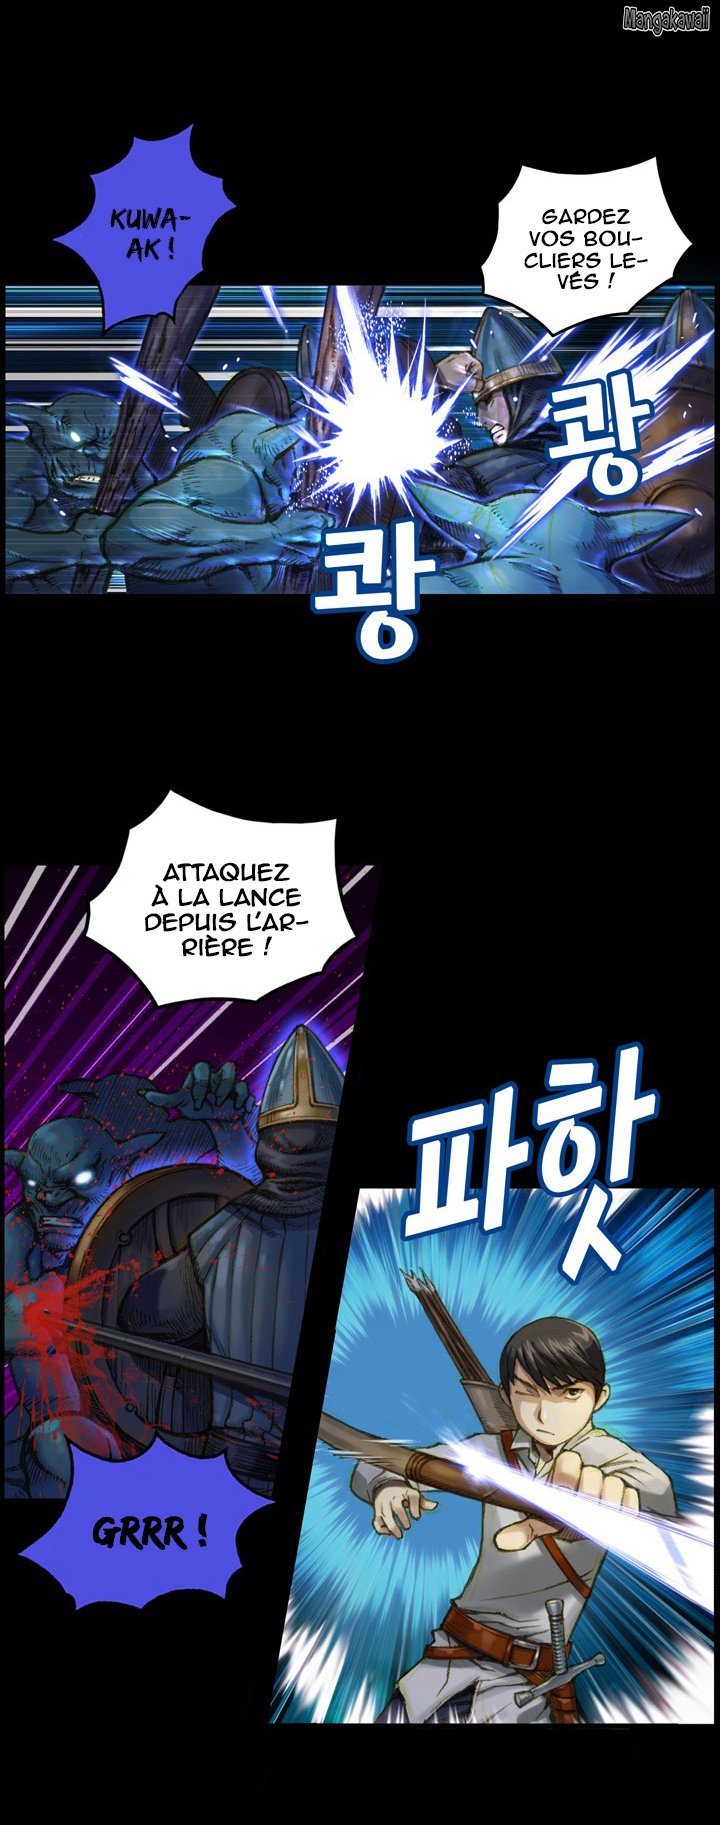 Mangakawaii
KUWA-
AK !
GARDEZ
VOS BOU-
CLIERS LE-
VÉS !
쾅
쾅
ATTAQUEZ
À LA LANCE
DEPUIS L'AR-
RIÈRE !
파핫
GRRR !